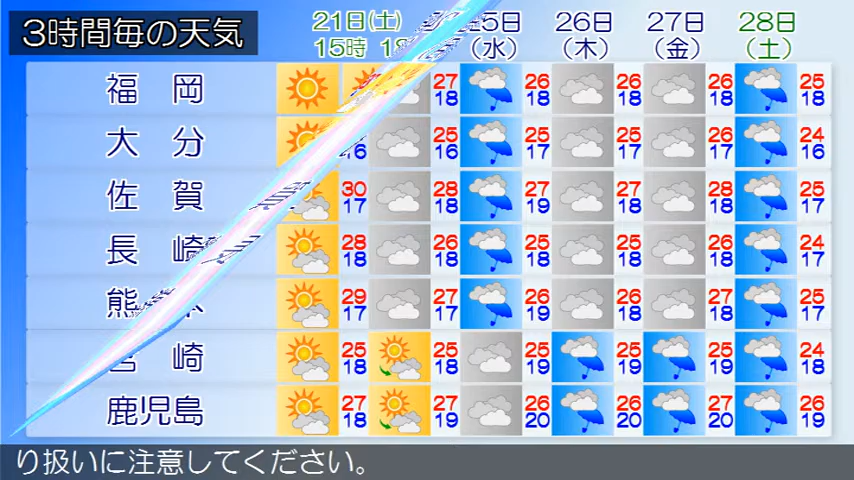 3時間毎の天気
21日(土) 5日 26日 27日 28日
15時 18 (水) (木) (金) (土)
福岡 27 18 26 18 26 18 26 18 25 18
大分 6 25 16 25 17 25 17 26 17 24 16
佐賀 30 17 28 18 27 19 27 18 28 18 25 17
長崎 28 18 26 18 25 18 25 18 26 18 24 17
熊 29 17 27 17 26 19 26 18 27 18 25 17
崎 25 18 25 18 25 19 25 19 25 19 24 18
鹿児島 27 18 27 19 26 20 26 20 27 20 26 19
り扱いに注意してください。